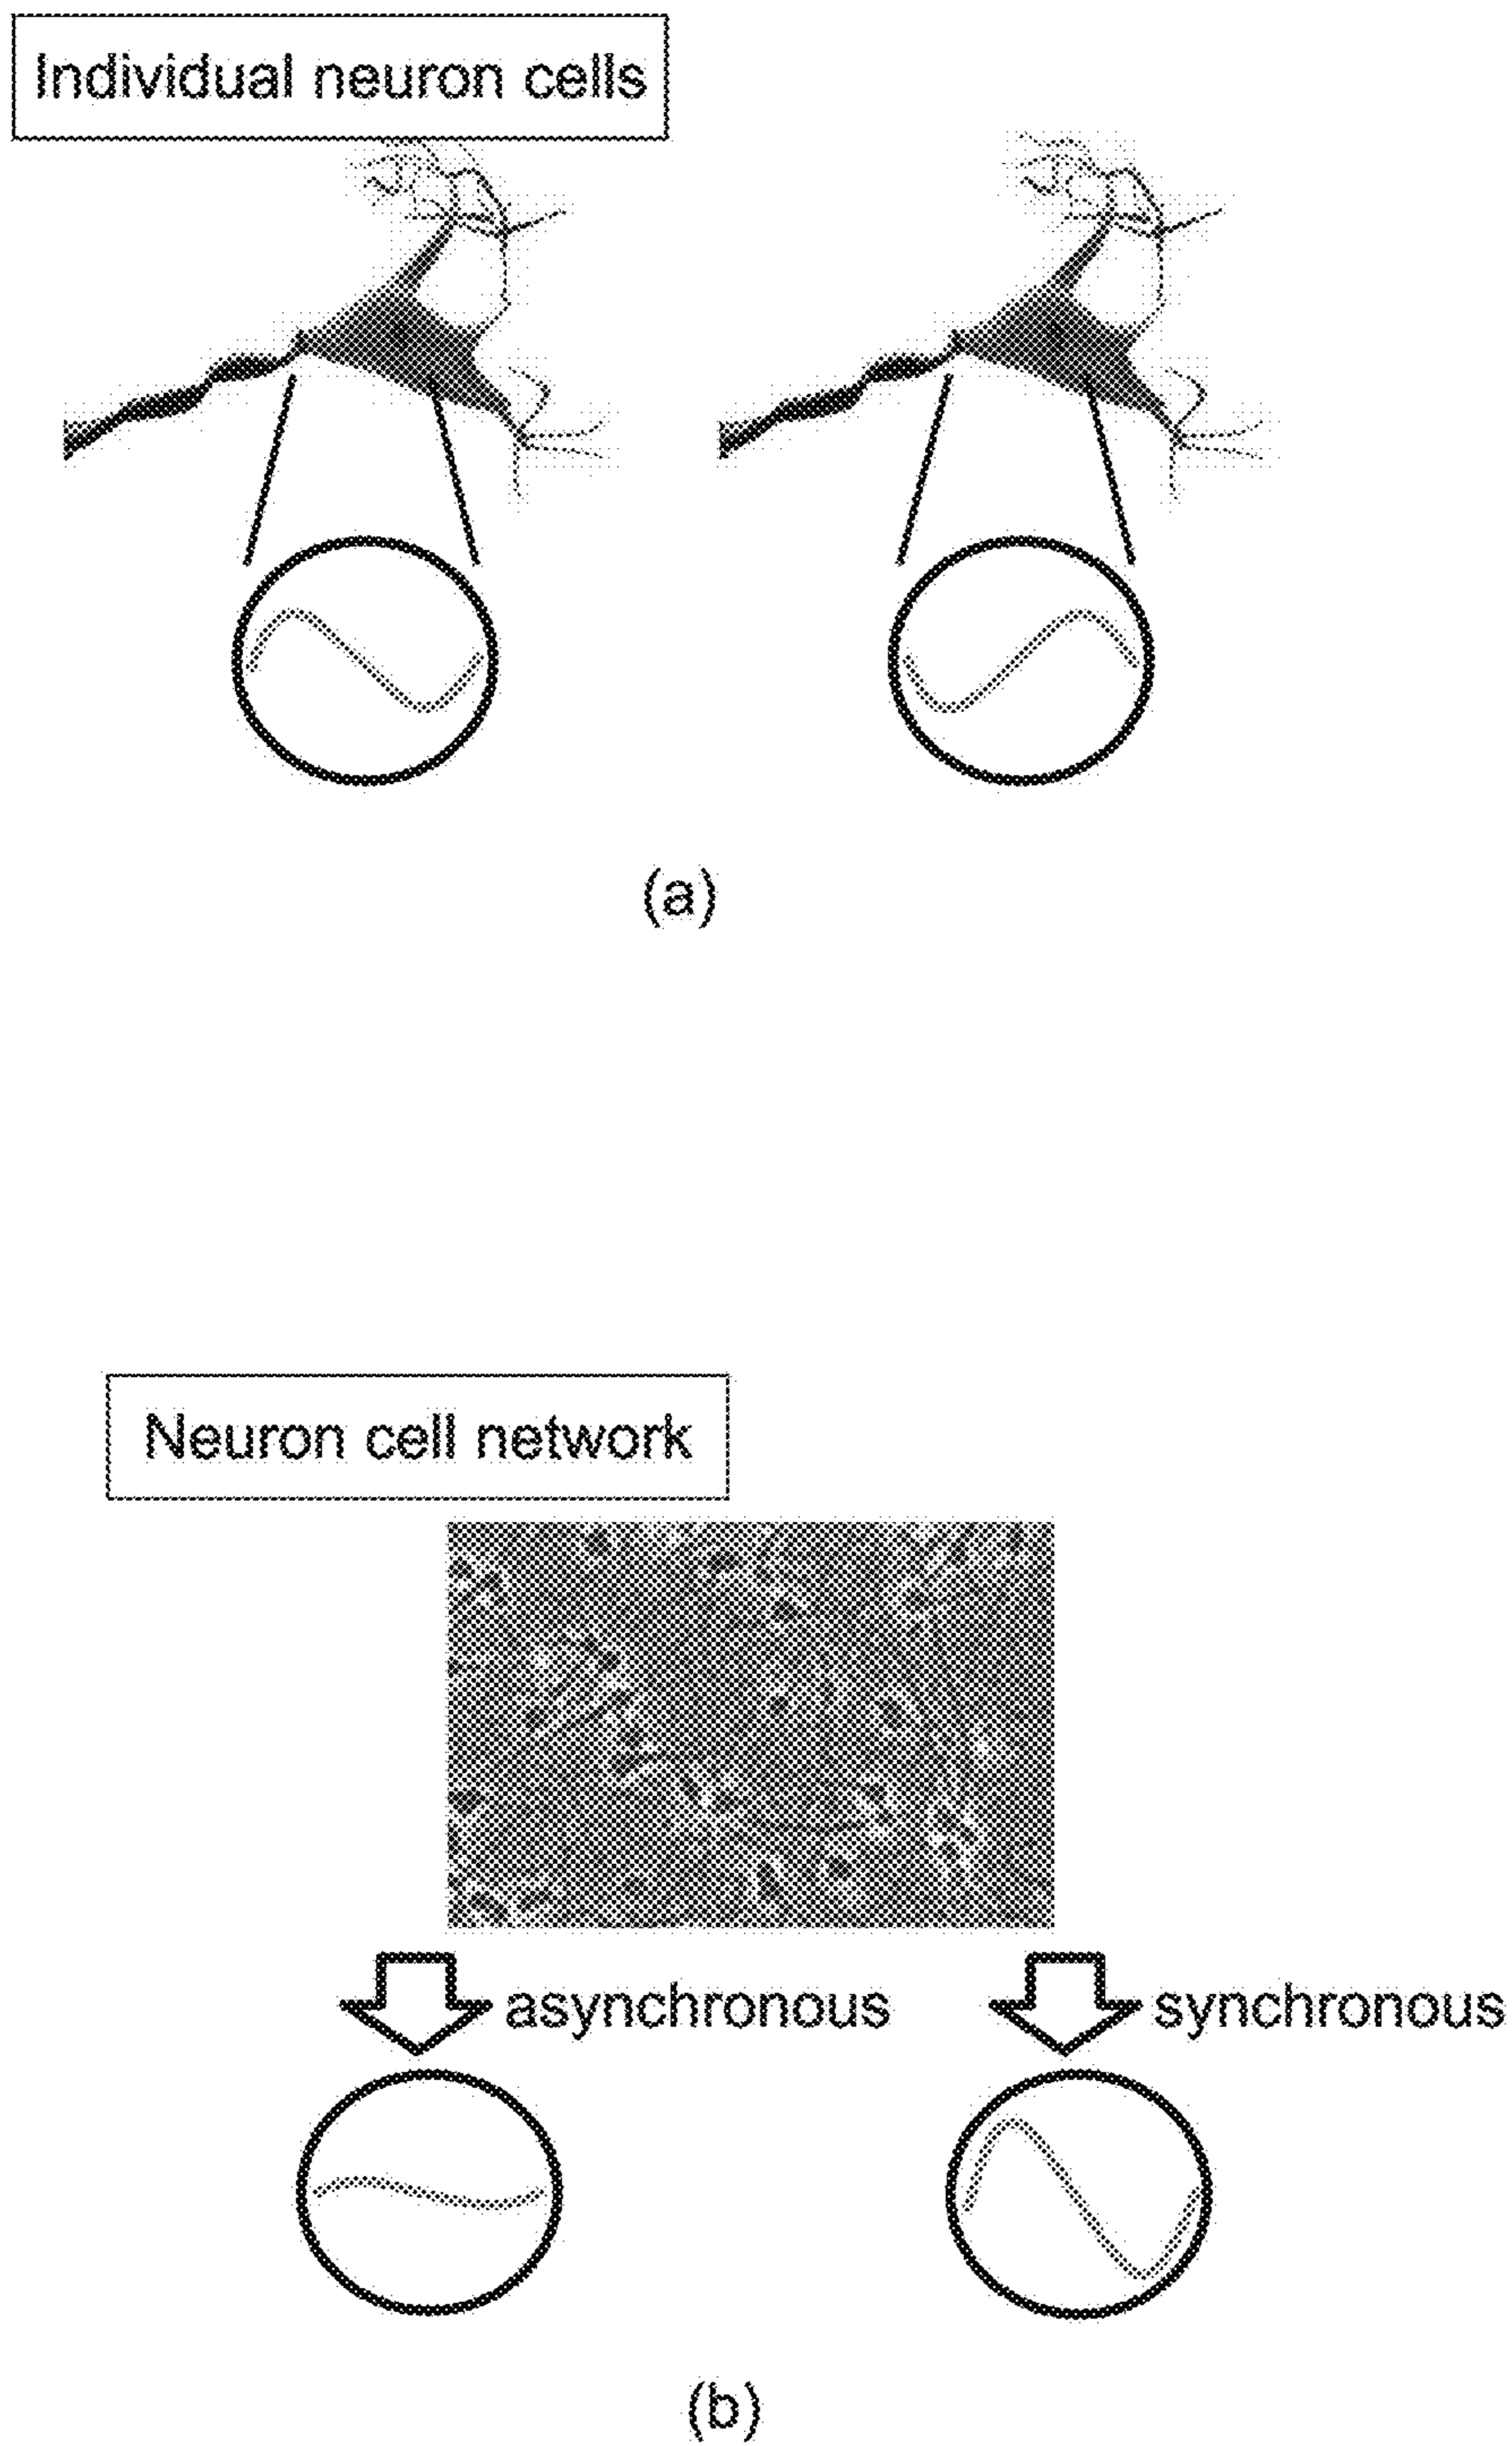 Individual neuron cells
(a)
Neuron cell network
asynchronous
synchronous
(b)